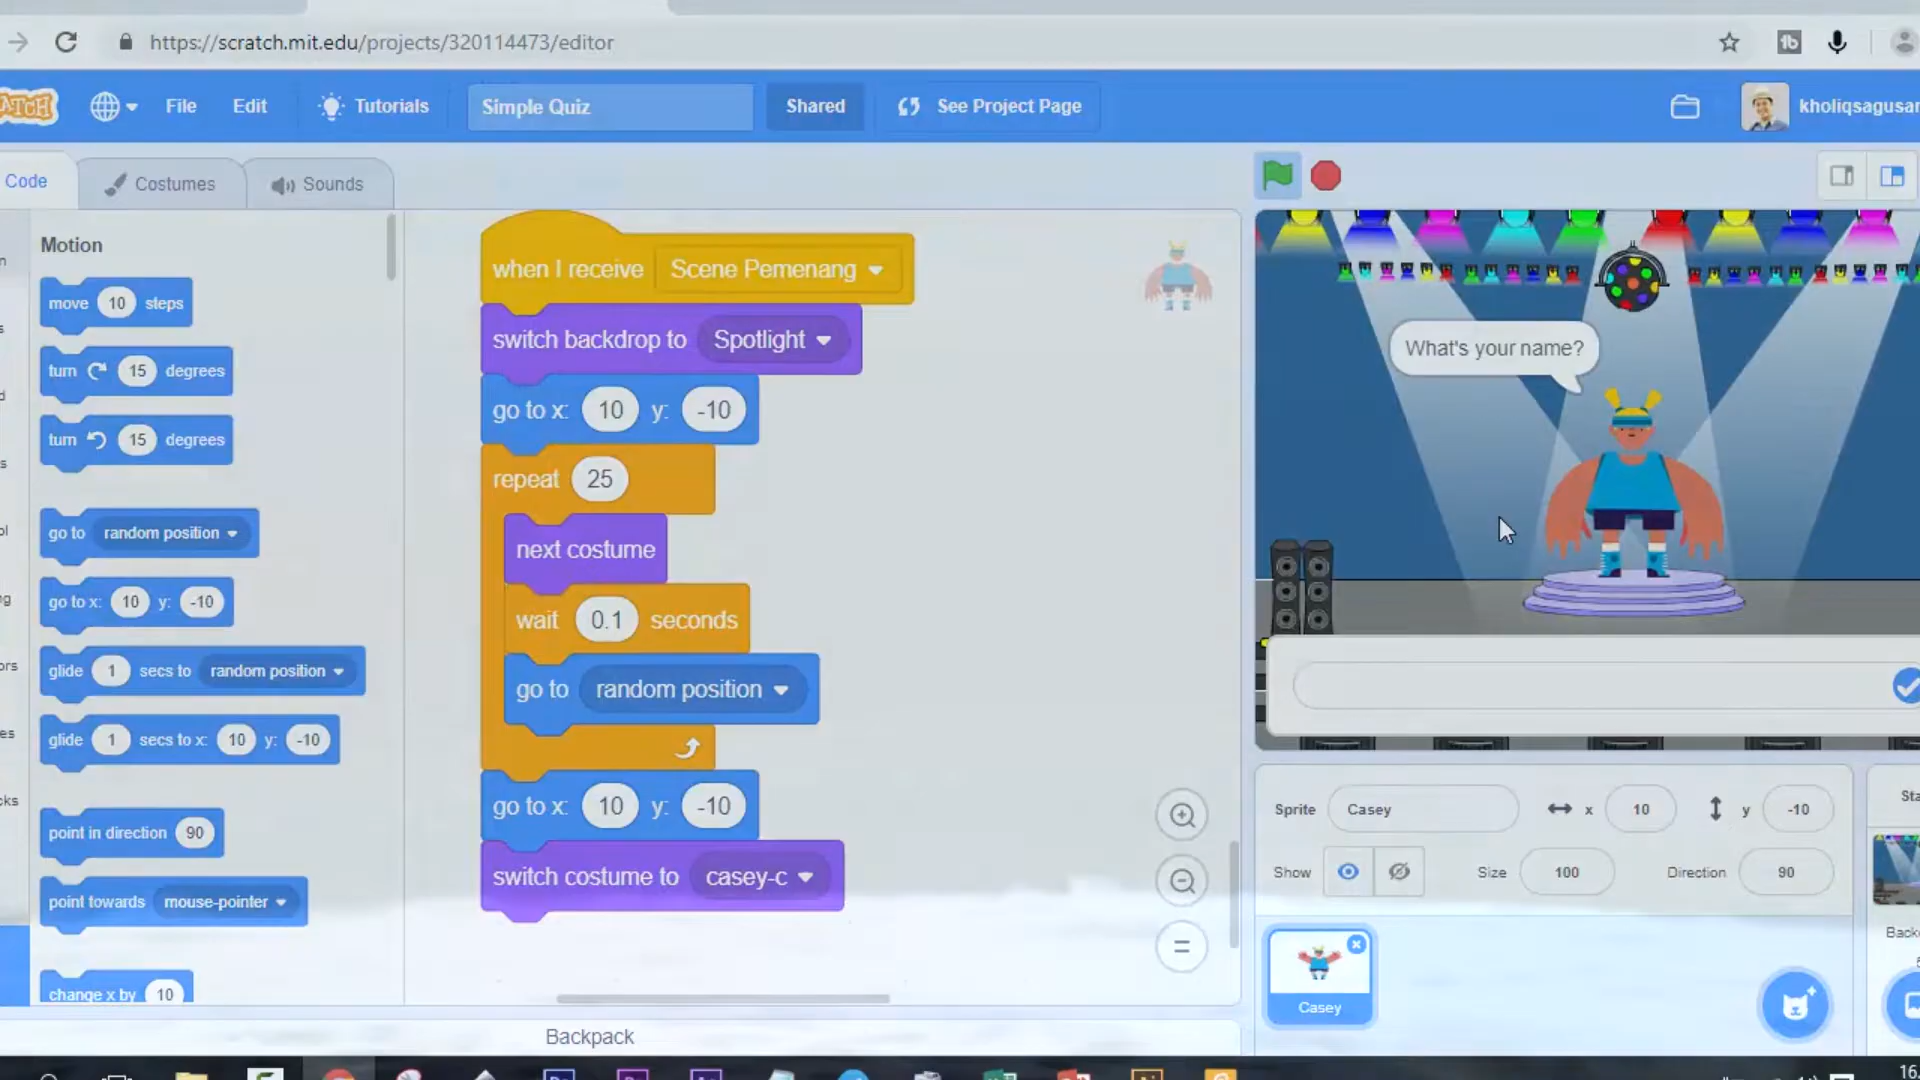 https://scratch.mit.edu/projects/320114473/editor
File Edit Tutorials Simple Quiz Shared See Project Page
Code Costumes Sounds
Motion
move 10 steps
turn 15 degrees
turn 15 degrees
go to random position
go to x: 10 y: -10
glide 1 secs to random position
glide 1 secs to x: 10 y: -10
point in direction 90
point towards mouse-pointer
change x by 10
when I receive Scene Pemenang
switch backdrop to Spotlight
go to x: 10 y: -10
repeat 25
next costume
wait 0.1 seconds
go to random position
go to x: 10 y: -10
switch costume to casey-c
Backpack
What's your name?
Sprite Casey x 10 y -10
Show Size 100 Direction 90
Casey